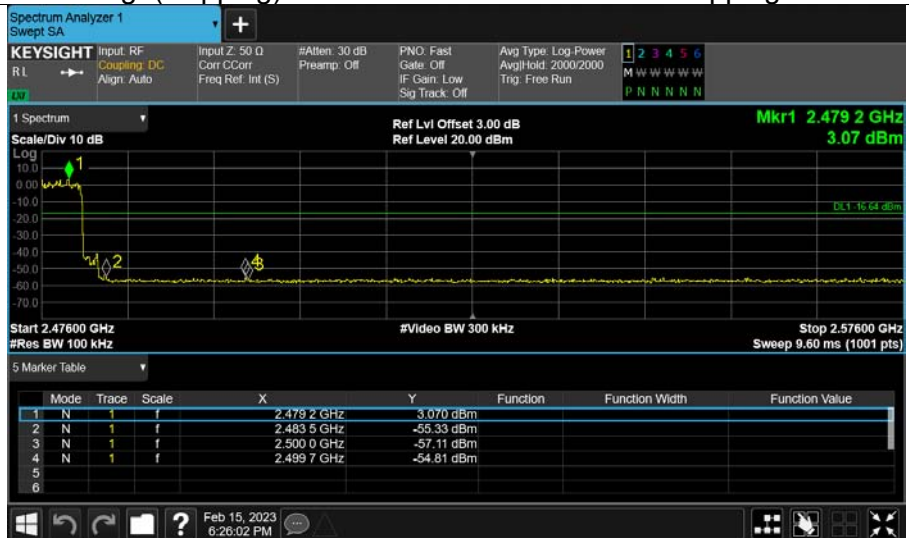 Spectrum Analyzer 1
Swept SA
+
KEYSIGHT Input: RF Input Z: 50 Ω #Atten: 30 dB PNO: Fast Avg Type: Log-Power 1 2 3 4 5 6
RL Coupling: DC Corr CCorr Preamp: Off Gate: Off Avg|Hold: 2000/2000 M W W W W W
Align: Auto Freq Ref: Int (S) IF Gain: Low Trig: Free Run
Sig Track: Off P N N N N N
LXI
1 Spectrum Ref Lvl Offset 3.00 dB Mkr1 2.479 2 GHz
Scale/Div 10 dB Ref Level 20.00 dBm 3.07 dBm
Log
10.0
1
0.00
-10.0
DL1 -16.64 dBm
-20.0
-30.0
-40.0
2
-50.0
-60.0
-70.0
Start 2.47600 GHz #Video BW 300 kHz Stop 2.57600 GHz
#Res BW 100 kHz Sweep 9.60 ms (1001 pts)
5 Marker Table
Mode Trace Scale X Y Function Function Width Function Value
1 N 1 f 2.479 2 GHz 3.070 dBm
2 N 1 f 2.483 5 GHz -55.33 dBm
3 N 1 f 2.500 0 GHz -57.11 dBm
4 N 1 f 2.499 7 GHz -54.81 dBm
5
6
? Feb 15, 2023
6:26:02 PM